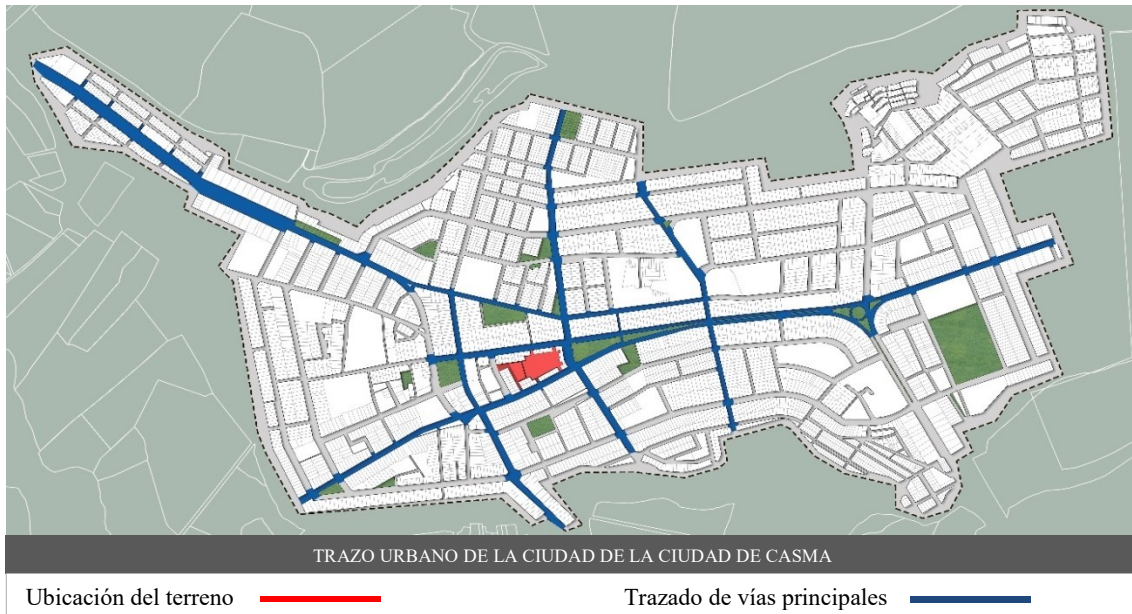 TRAZO URBANO DE LA CIUDAD DE LA CIUDAD DE CASMA
Ubicación del terreno
Trazado de vías principales